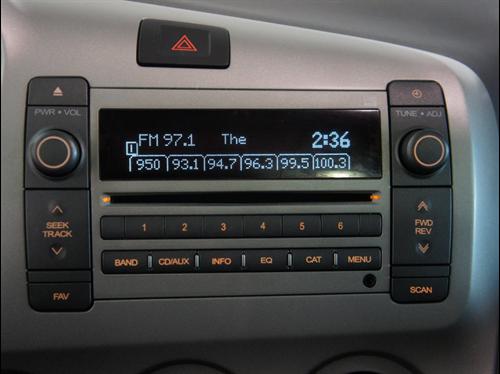 PWR • VOL
TUNE • ADJ
FM 97.1 The 2:36
1 950 93.1 94.7 96.3 99.5 100.3
SEEK
TRACK
FWD
REV
1 2 3 4 5 6
BAND CD/AUX INFO EQ CAT MENU
FAV
SCAN